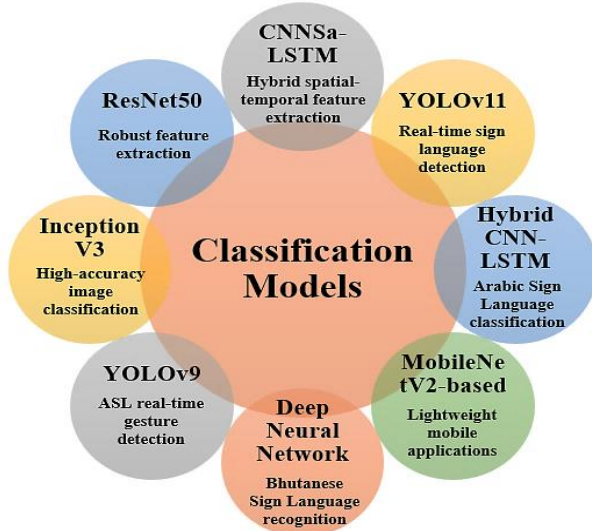 CNNSa-
LSTM
Hybrid spatial-
temporal feature
extraction
YOLOv11
Real-time sign
language
detection
Hybrid
CNN-
LSTM
Arabic Sign
Language
classification
MobileNe
tV2-based
Lightweight
mobile
applications
Deep
Neural
Network
Bhutanese
Sign Language
recognition
YOLOv9
ASL real-time
gesture
detection
Inception
V3
High-accuracy
image
classification
ResNet50
Robust feature
extraction
Classification
Models